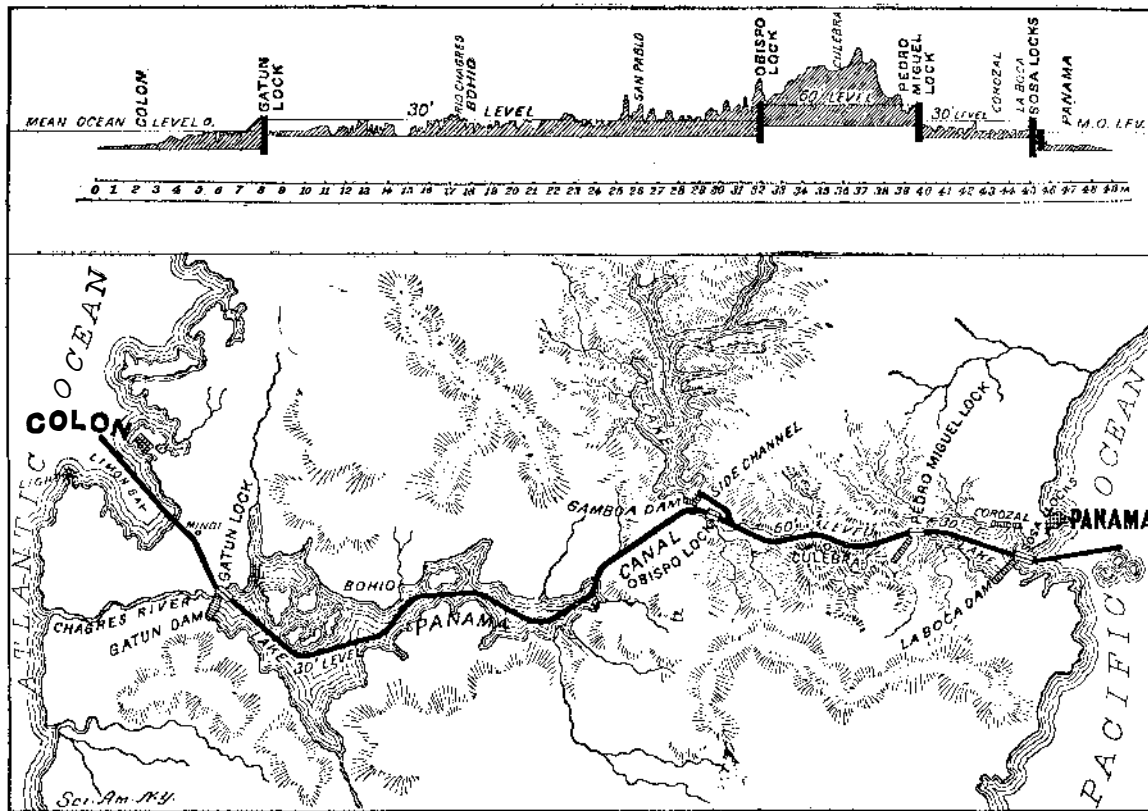 COLON
GATUN
LOCK
RIO CHAGRES
BOHIO
SAN PABLO
OBISPO
LOCK
CULEBRA
PEDRO
MIGUEL
LOCK
COROZAL
LA BOCA
SOSA LOCKS
PANAMA
MEAN OCEAN LEVEL O.
30' LEVEL
60' LEVEL
30' LEVEL
M.O. LEV.
0 1 2 3 4 5 6 7 8 9 10 11 12 13 14 15 16 17 18 19 20 21 22 23 24 25 26 27 28 29 30 31 32 33 34 35 36 37 38 39 40 41 42 43 44 45 46 47 48 49 M
ATLANTIC OCEAN
COLON
LIGHT
LIMON BAY
MINDI
GATUN LOCK
CHAGRES RIVER
GATUN DAM
LAKE 30' LEVEL
BOHIO
PANAMA CANAL
GAMBOA DAM
SIDE CHANNEL
OBISPO LOCK
60' LEVEL
CULEBRA
PEDRO MIGUEL LOCK
30'
LAKE
COROZAL
SOSA LOCKS
LA BOCA DAM
PANAMA
PACIFIC OCEAN
Sci. Am. N.Y.